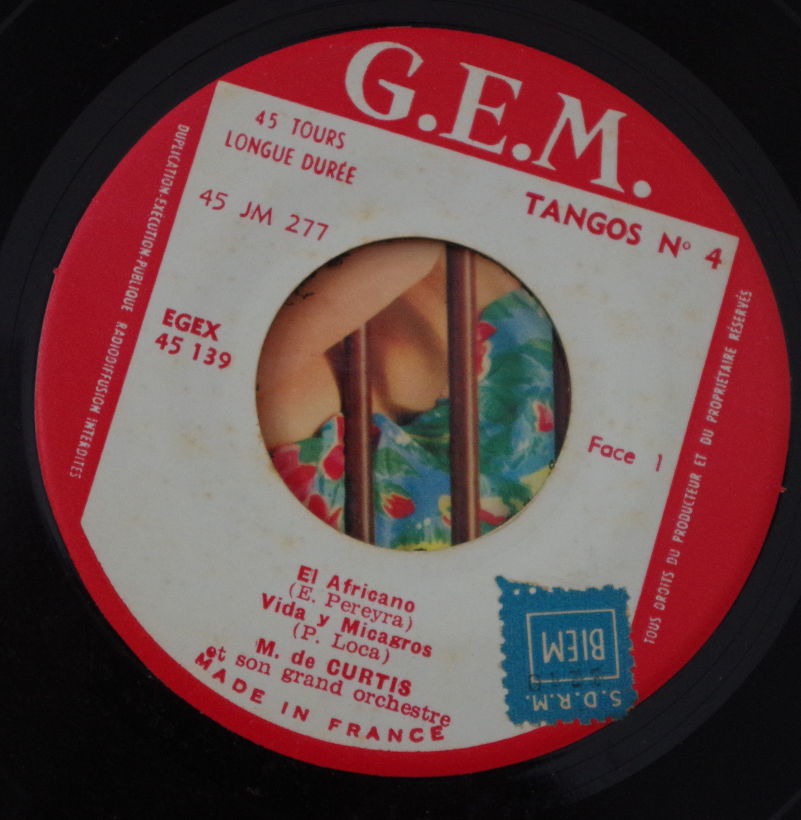 G.E.M.
45 TOURS
LONGUE DURÉE
TANGOS N° 4
45 JM 277
EGEX
45 139
Face 1
El Africano
(E. Pereyra)
Vida y Micagros
(P. Loca)
M. de CURTIS
et son grand orchestre
MADE IN FRANCE
DUPLICATION-EXÉCUTION-PUBLIQUE RADIODIFFUSION INTERDITES
TOUS DROITS DU PRODUCTEUR ET DU PROPRIÉTAIRE RÉSERVÉS
S.D.R.M.
BIEM